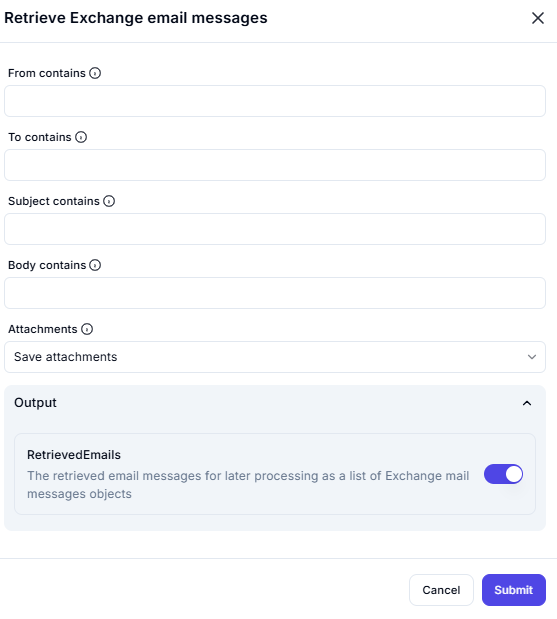 Retrieve Exchange email messages
From contains
To contains
Subject contains
Body contains
Attachments
Save attachments
Output
RetrievedEmails
The retrieved email messages for later processing as a list of Exchange mail
messages objects
Cancel
Submit